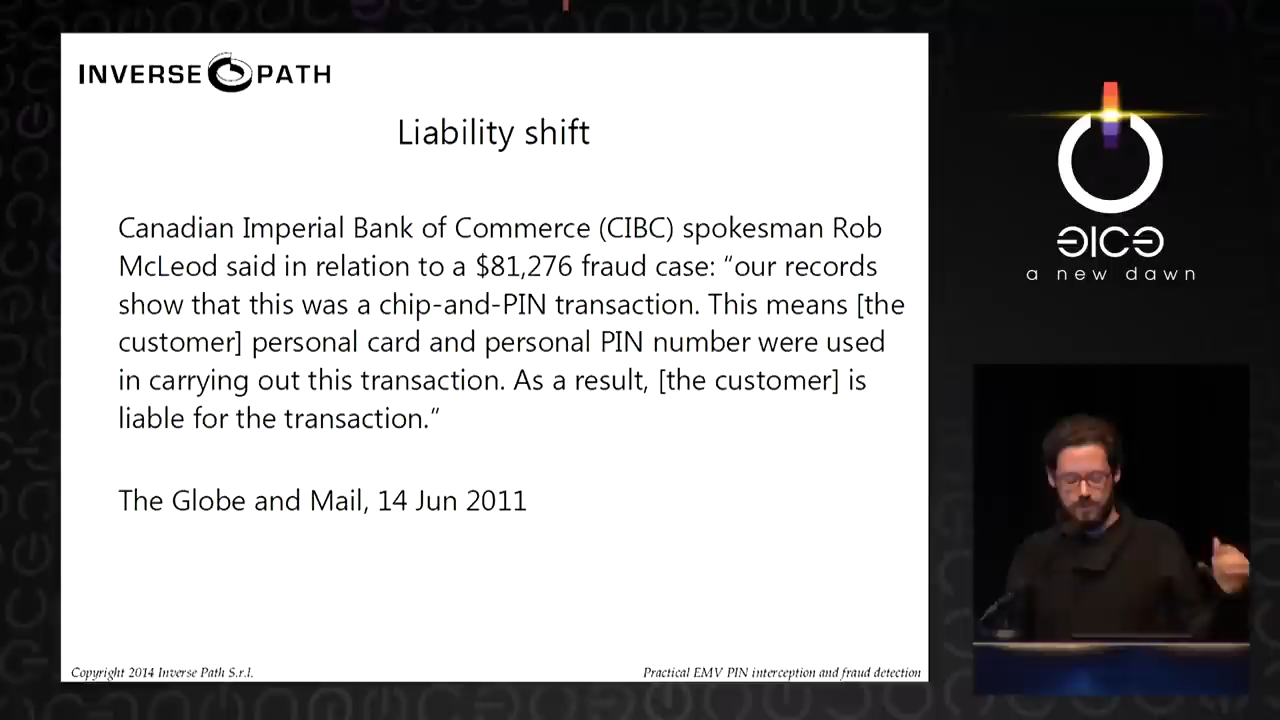 INVERSE PATH
Liability shift
Canadian Imperial Bank of Commerce (CIBC) spokesman Rob
McLeod said in relation to a $81,276 fraud case: “our records
show that this was a chip-and-PIN transaction. This means [the
customer] personal card and personal PIN number were used
in carrying out this transaction. As a result, [the customer] is
liable for the transaction.”
The Globe and Mail, 14 Jun 2011
Copyright 2014 Inverse Path S.r.l.
Practical EMV PIN interception and fraud detection
a new dawn